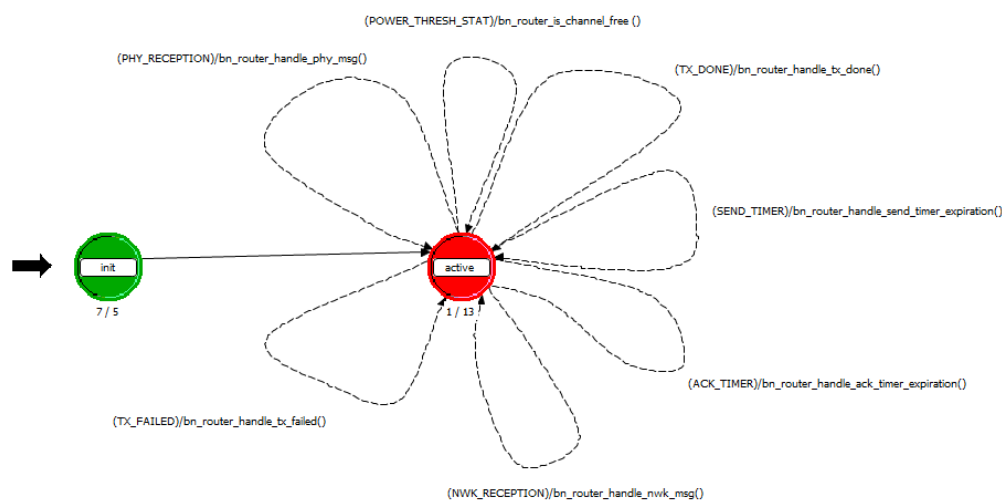 (POWER_THRESH_STAT)/bn_router_is_channel_free ()
(PHY_RECEPTION)/bn_router_handle_phy_msg()
(TX_DONE)/bn_router_handle_tx_done()
(SEND_TIMER)/bn_router_handle_send_timer_expiration()
init
active
7 / 5
1 / 13
(ACK_TIMER)/bn_router_handle_ack_timer_expiration()
(TX_FAILED)/bn_router_handle_tx_failed()
(NWK_RECEPTION)/bn_router_handle_nwk_msg()